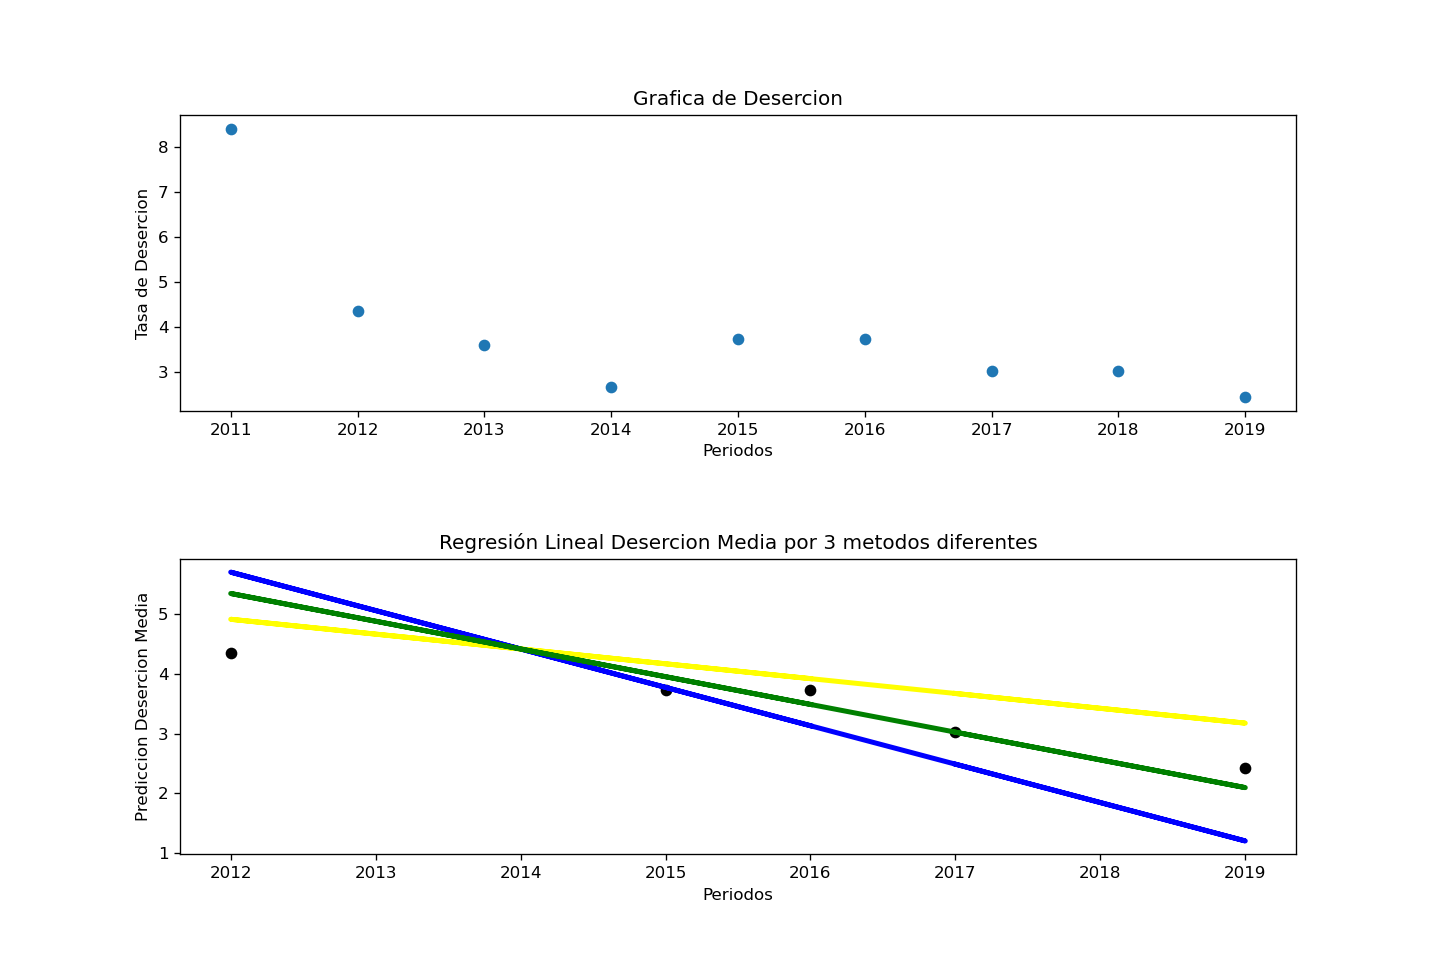 Grafica de Desercion
Tasa de Desercion
8
7
6
5
4
3
2011 2012 2013 2014 2015 2016 2017 2018 2019
Periodos
Regresión Lineal Desercion Media por 3 metodos diferentes
Prediccion Desercion Media
5
4
3
2
1
2012 2013 2014 2015 2016 2017 2018 2019
Periodos